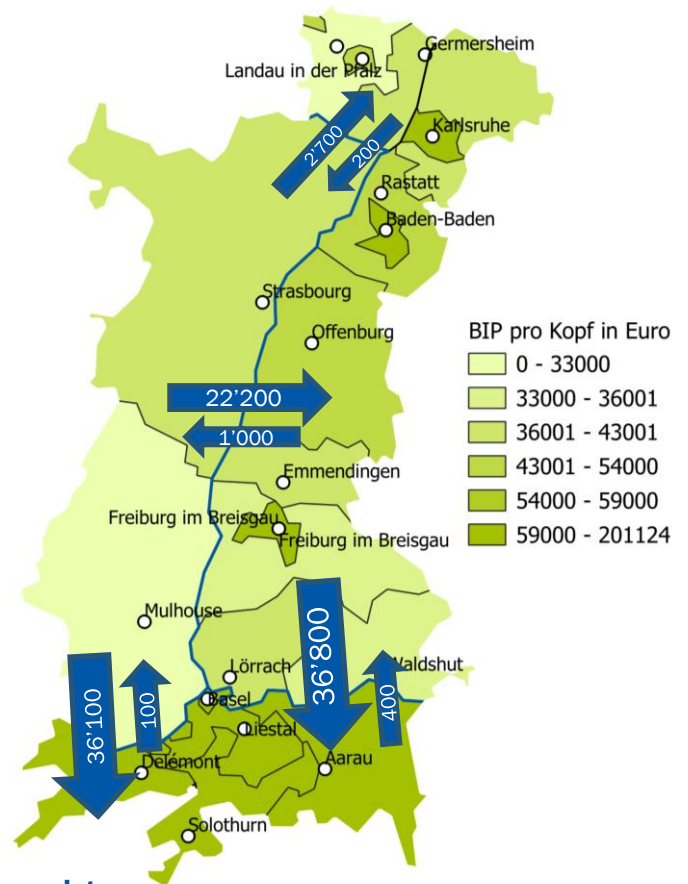 Germersheim
Landau in der Pfalz
Karlsruhe
2'700
200
Rastatt
Baden-Baden
Strasbourg
Offenburg
BIP pro Kopf in Euro
0 - 33000
33000 - 36001
36001 - 43001
43001 - 54000
54000 - 59000
59000 - 201124
22'200
1'000
Emmendingen
Freiburg im Breisgau
Freiburg im Breisgau
Mulhouse
36'800
Lörrach
Waldshut
Basel
36'100
100
400
Liestal
Delémont
Aarau
Solothurn